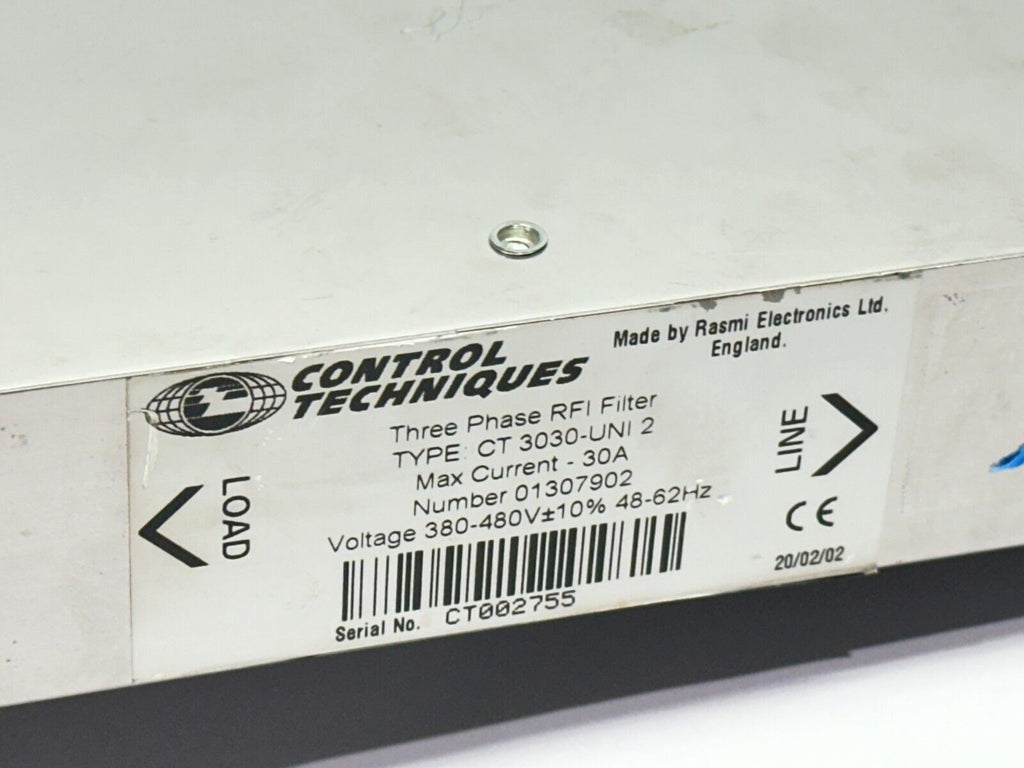 CONTROL
TECHNIQUES
Made by Rasmi Electronics Ltd.
England.
Three Phase RFI Filter
TYPE: CT 3030-UNI 2
Max Current - 30A
Number 01307902
Voltage 380-480V±10% 48-62Hz
LOAD
LINE
CE
20/02/02
Serial No. CT002755